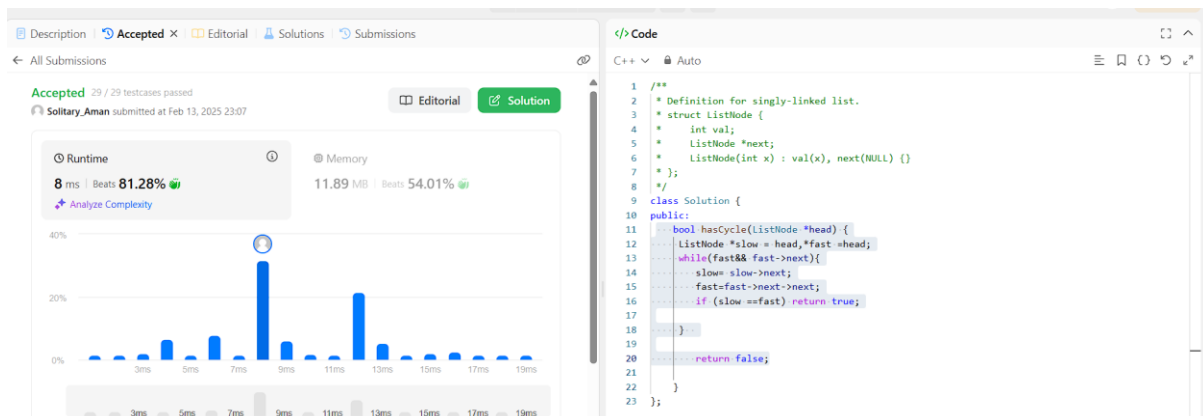 Description
Accepted
Editorial
Solutions
Submissions
All Submissions
Accepted 29 / 29 testcases passed
Solitary_Aman submitted at Feb 13, 2025 23:07
Editorial
Solution
Runtime
8 ms | Beats 81.28%
Analyze Complexity
Memory
11.89 MB | Beats 54.01%
40%
20%
0%
3ms 5ms 7ms 9ms 11ms 13ms 15ms 17ms 19ms
3ms 5ms 7ms 9ms 11ms 13ms 15ms 17ms 19ms
</> Code
C++ Auto
1 /**
2 * Definition for singly-linked list.
3 * struct ListNode {
4 *     int val;
5 *     ListNode *next;
6 *     ListNode(int x) : val(x), next(NULL) {}
7 * };
8 */
9 class Solution {
10 public:
11     bool hasCycle(ListNode *head) {
12      ListNode *slow = head,*fast =head;
13      while(fast&& fast->next){
14         slow= slow->next;
15         fast=fast->next->next;
16         if (slow ==fast) return true;
17
18      }
19
20         return false;
21
22     }
23 };